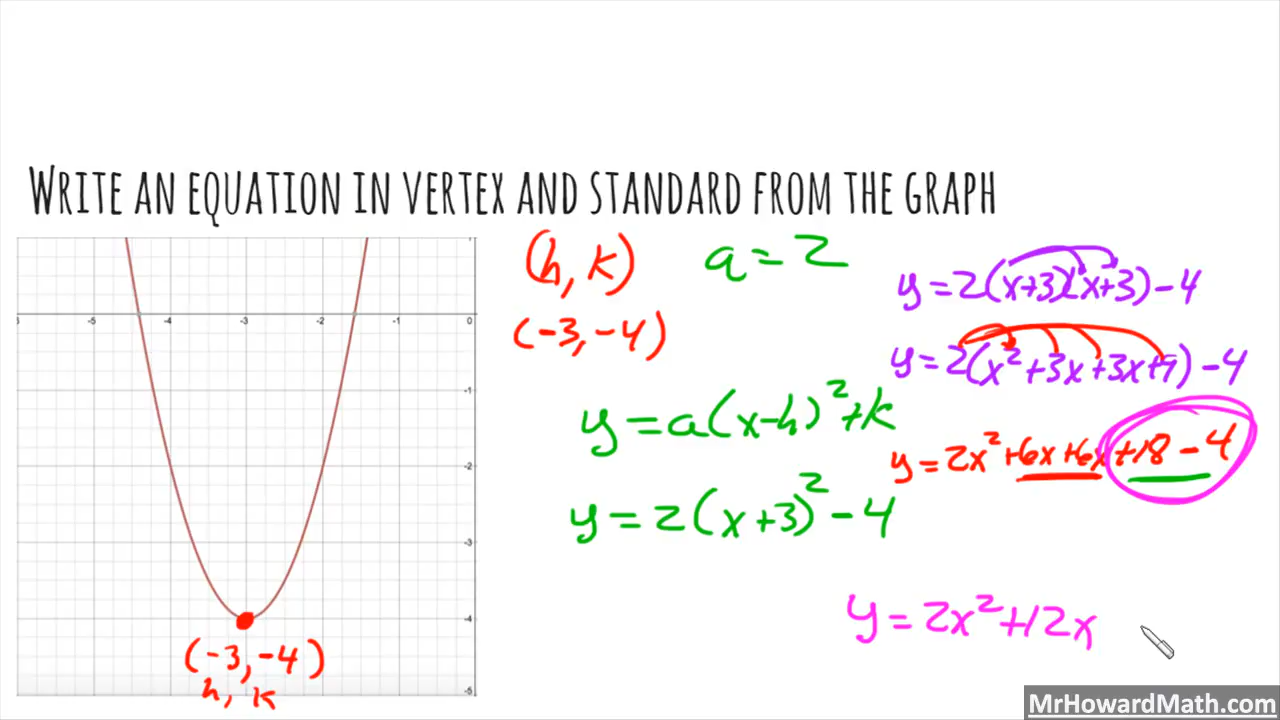 WRITE AN EQUATION IN VERTEX AND STANDARD FROM THE GRAPH
(h, k)
a = 2
(-3, -4)
y = a(x-h)²+k
y = 2(x+3)²-4
y = 2(x+3)(x+3)-4
y = 2(x²+3x+3x+9)-4
y = 2x²+6x+6x+18-4
y = 2x²+12x
-5 -4 -3 -2 -1 0
-1
-2
-3
-4
-5
(-3, -4)
h, k
MrHowardMath.com